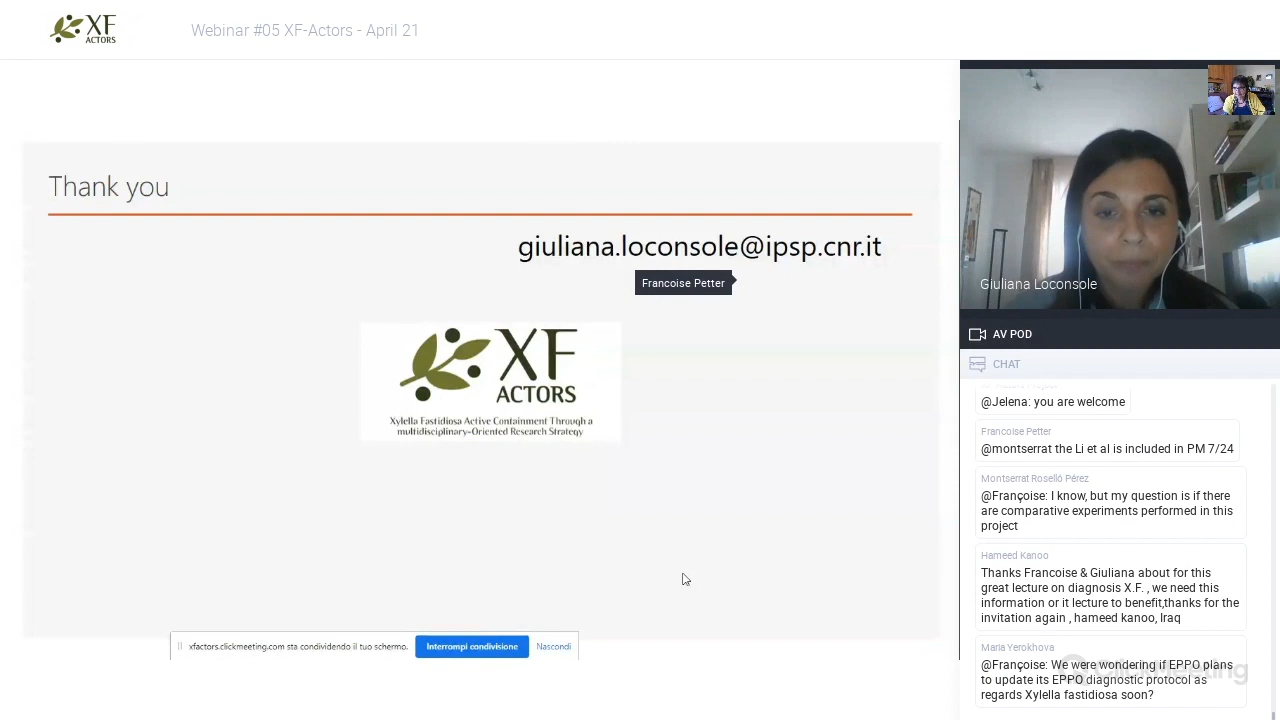 XF
ACTORS
Webinar #05 XF-Actors - April 21
Thank you
giuliana.loconsole@ipsp.cnr.it
Francoise Petter
XF
ACTORS
Xylella Fastidiosa Active Containment Through a
multidisciplinary-Oriented Research Strategy
xfactors.clickmeeting.com sta condividendo il tuo schermo.
Interrompi condivisione
Nascondi
Giuliana Loconsole
AV POD
CHAT
@Jelena: you are welcome
Francoise Petter
@montserrat the Li et al is included in PM 7/24
Montserrat Roselló Pérez
@Françoise: I know, but my question is if there
are comparative experiments performed in this
project
Hameed Kanoo
Thanks Francoise & Giuliana about for this
great lecture on diagnosis X.F. , we need this
information or it lecture to benefit,thanks for the
invitation again , hameed kanoo, Iraq
Maria Yerokhova
@Françoise: We were wondering if EPPO plans
to update its EPPO diagnostic protocol as
regards Xylella fastidiosa soon?
ClickMeeting